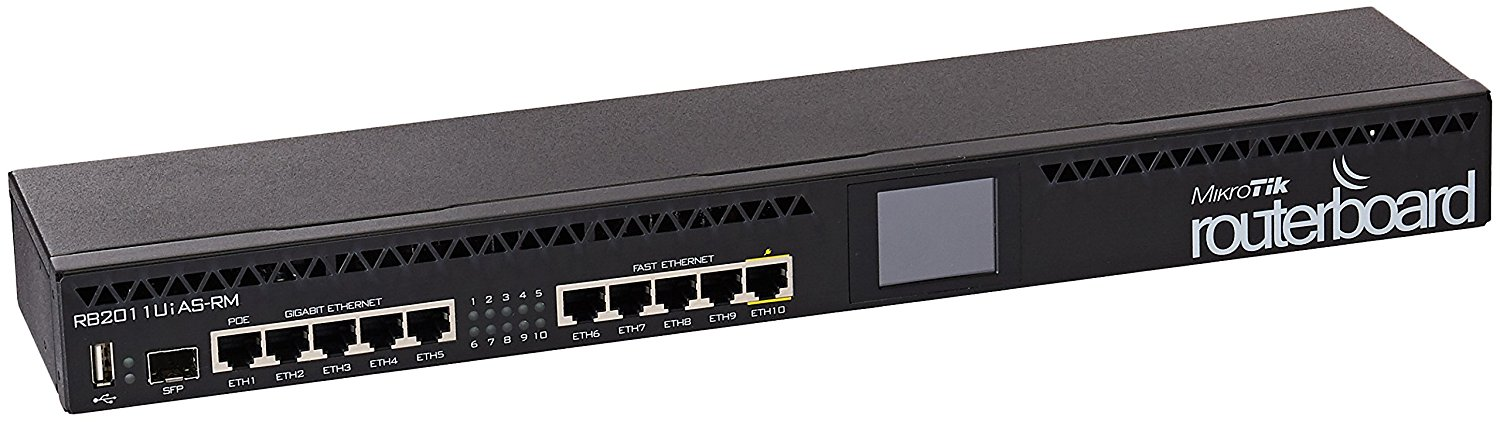 MikroTik
routerboard
RB2011UiAS-RM
POE
GIGABIT ETHERNET
FAST ETHERNET
1 2 3 4 5
6 7 8 9 10
SFP
ETH1 ETH2 ETH3 ETH4 ETH5
ETH6 ETH7 ETH8 ETH9 ETH10